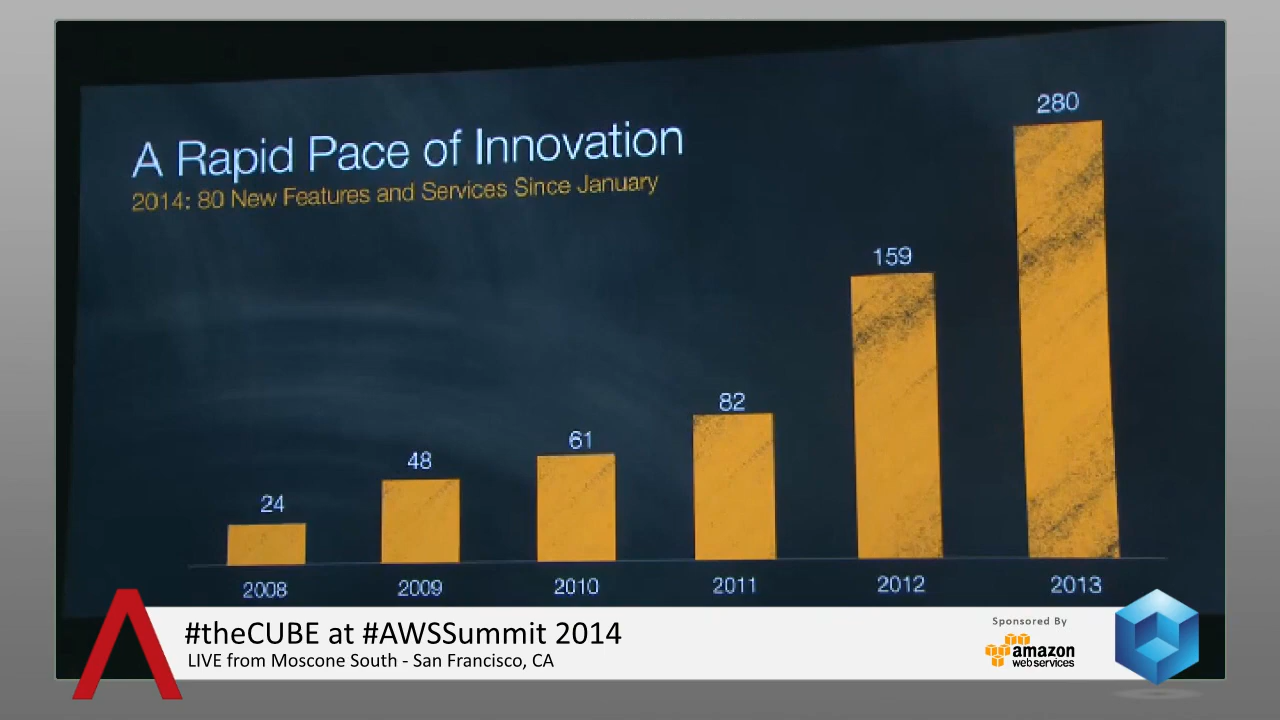 A Rapid Pace of Innovation
2014: 80 New Features and Services Since January
280
159
82
61
48
24
2008 2009 2010 2011 2012 2013
#theCUBE at #AWSSummit 2014
LIVE from Moscone South - San Francisco, CA
Sponsored By
amazon
webservices